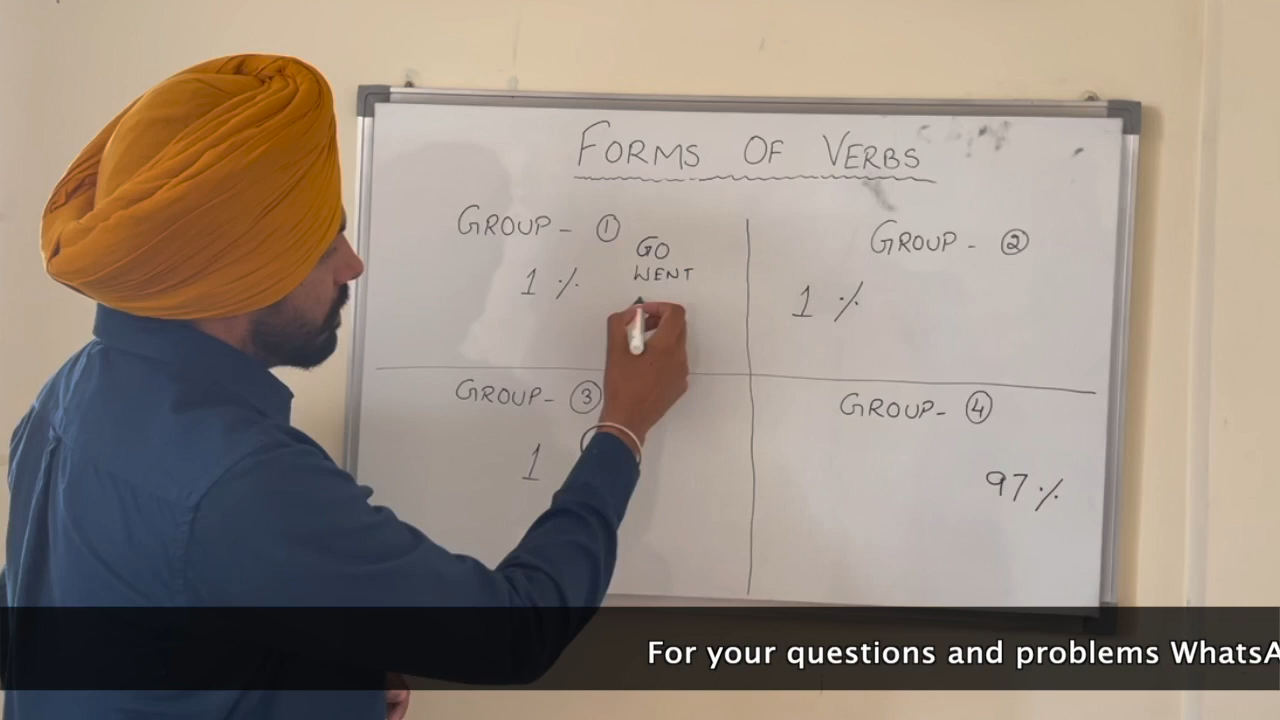 FORMS OF VERBS
GROUP- ①
1 %
GO
WENT
GROUP - ②
1 %
GROUP- ③
1
GROUP- ④
97 %
For your questions and problems